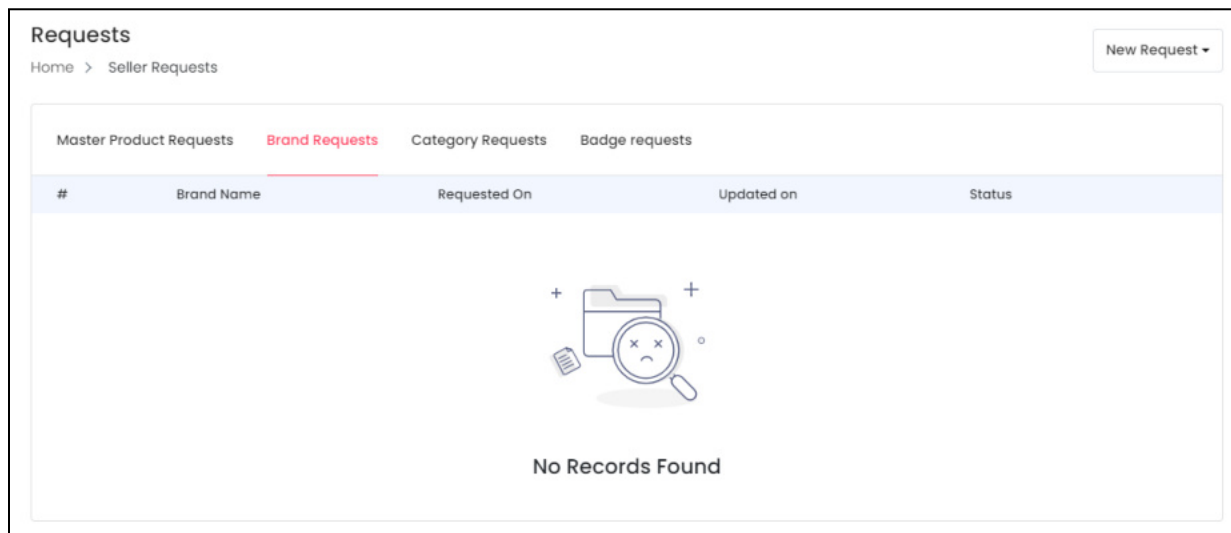 Requests
New Request
Home > Seller Requests
Master Product Requests Brand Requests Category Requests Badge requests
# Brand Name Requested On Updated on Status
No Records Found